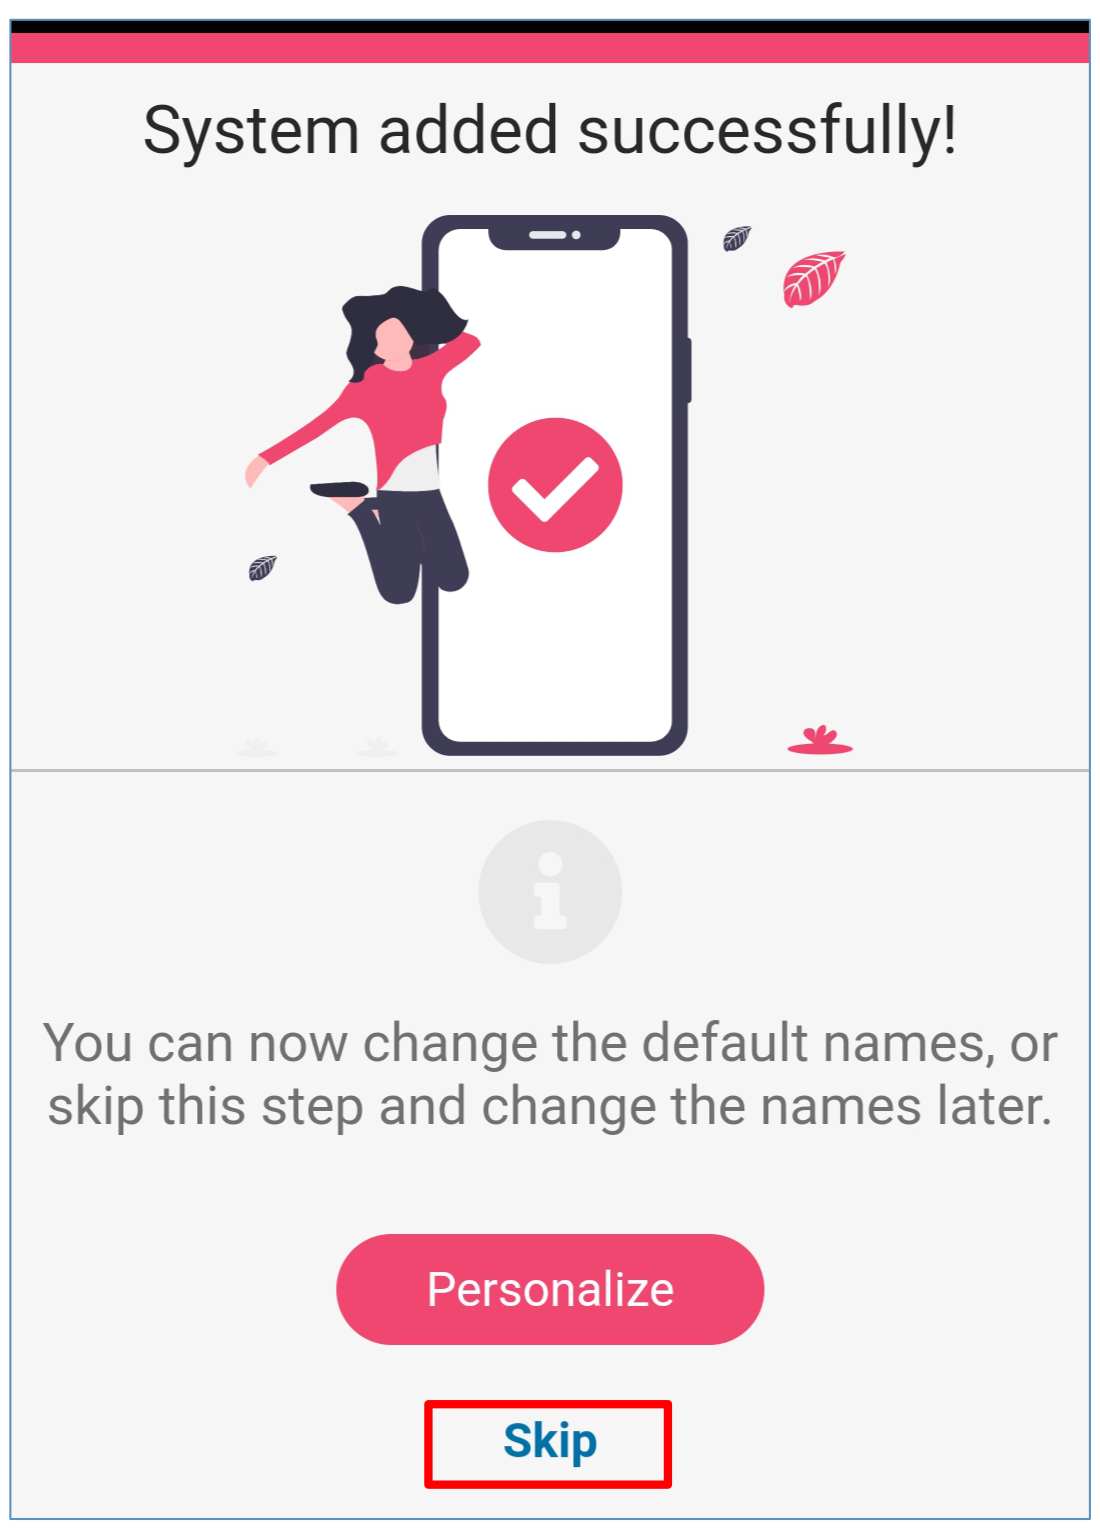 System added successfully!
You can now change the default names, or
skip this step and change the names later.
Personalize
Skip